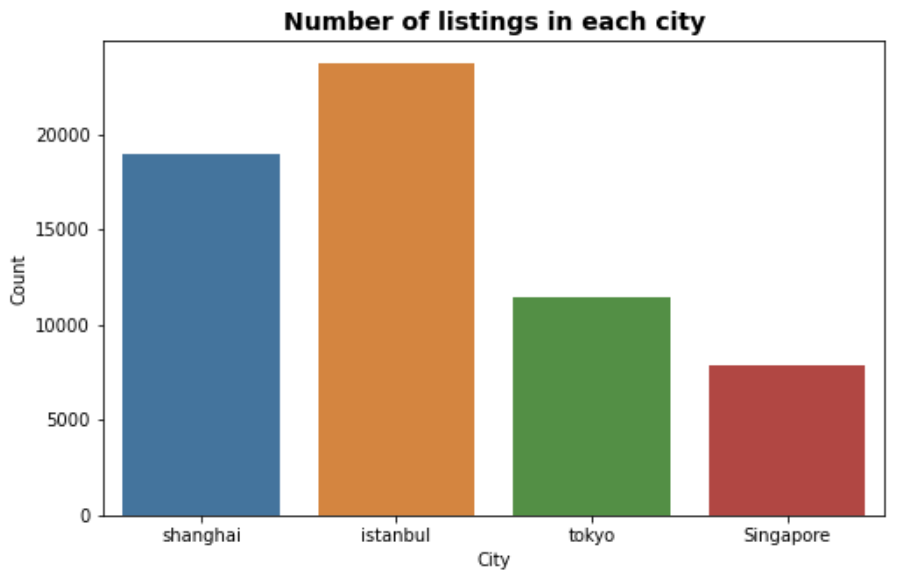 Number of listings in each city
20000
15000
10000
5000
0
Count
shanghai istanbul tokyo Singapore
City